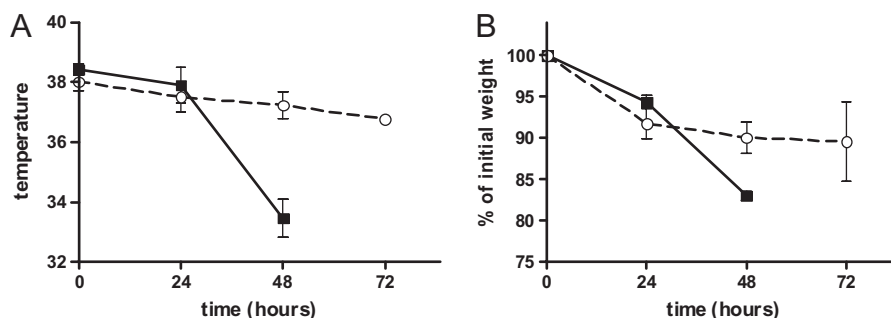 A
temperature
40
38
36
34
32
0 24 48 72
time (hours)
B
% of initial weight
100
95
90
85
80
75
0 24 48 72
time (hours)